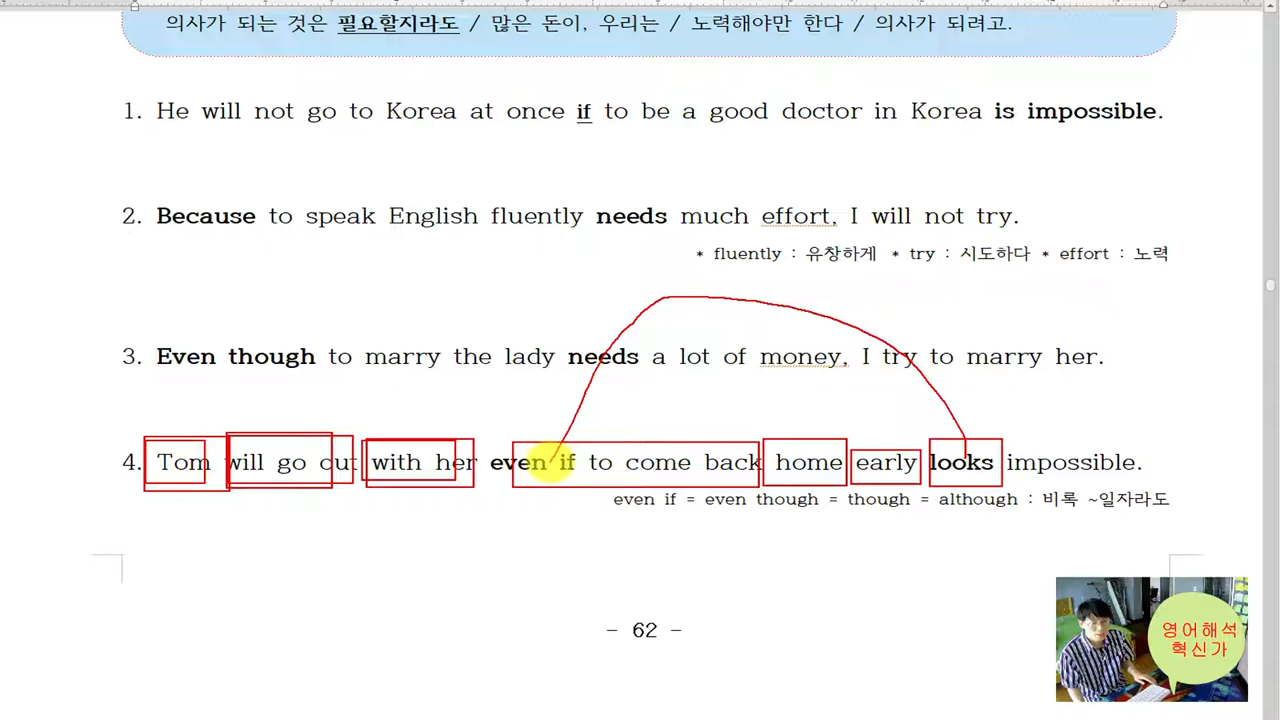 의사가 되는 것은 필요할지라도 / 많은 돈이, 우리는 / 노력해야만 한다 / 의사가 되려고.
1. He will not go to Korea at once if to be a good doctor in Korea is impossible.
2. Because to speak English fluently needs much effort, I will not try.
* fluently : 유창하게 * try : 시도하다 * effort : 노력
3. Even though to marry the lady needs a lot of money, I try to marry her.
4. Tom will go out with her even if to come back home early looks impossible.
even if = even though = though = although : 비록 ~일자라도
- 62 -
영어해석
혁신가